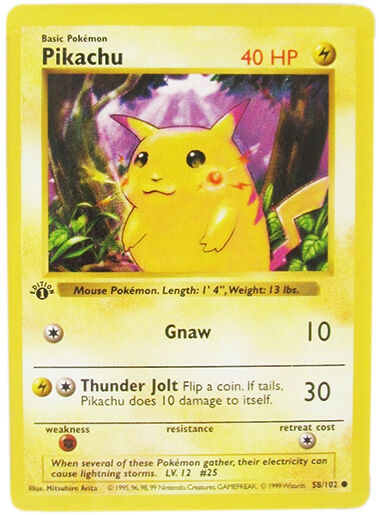 Basic Pokémon
Pikachu 40 HP
EDITION
1
Mouse Pokémon. Length: 1' 4", Weight: 13 lbs.
Gnaw 10
Thunder Jolt Flip a coin. If tails,
Pikachu does 10 damage to itself. 30
weakness resistance retreat cost
When several of these Pokémon gather, their electricity can
cause lightning storms. LV. 12 #25
Illus. Mitsuhiro Arita ©1995, 96, 98, 99 Nintendo, Creatures, GAMEFREAK. ©1999 Wizards. 58/102